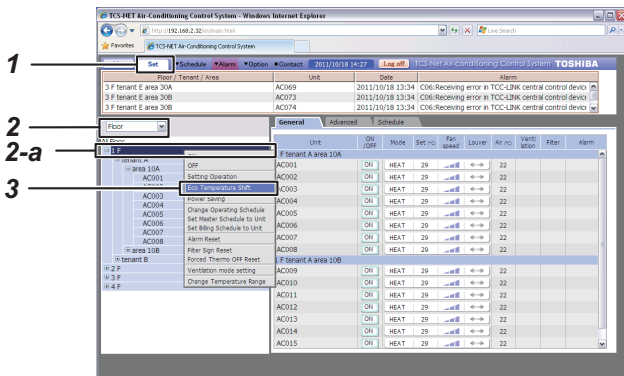 TCS-NET Air-Conditioning Control System - Windows Internet Explorer
http://192.168.2.32/en/main.html
Live Search
Favorites TCS-NET Air-Conditioning Control System
1
Set ▼Schedule ▼Alarm ▼Option ■Contact 2011/10/18 14:27 Log off TCS-Net Air-conditioning Control System TOSHIBA
Floor / Tenant / Area Unit Date Alarm
3 F tenant E area 30A AC069 2011/10/18 13:34 C06:Receiving error in TCC-LINK central control device
3 F tenant E area 30B AC073 2011/10/18 13:34 C06:Receiving error in TCC-LINK central control device
3 F tenant E area 30B AC074 2011/10/18 13:34 C06:Receiving error in TCC-LINK central control device
2
Floor
General Advanced Schedule
2-a
All Floor
1 F
tenant A
area 10A
AC001
AC003
AC004
AC005
AC006
AC007
AC008
area 10B
tenant B
2 F
3 F
4 F
3
OFF
Setting Operation
Eco Temperature Shift
Power Saving
Change Operating Schedule
Set Master Schedule to Unit
Set Billing Schedule to Unit
Alarm Reset
Filter Sign Reset
Forced Thermo OFF Reset
Ventilation mode setting
Change Temperature Range
Unit ON /OFF Mode Set (°C) Fan speed Louver Air (°C) Venti lation Filter Alarm
1 F tenant A area 10A
AC001 ON HEAT 29 22
AC002 ON HEAT 29 22
AC003 ON HEAT 29 22
AC004 ON HEAT 29 22
AC005 ON HEAT 29 22
AC006 ON HEAT 29 22
AC007 ON HEAT 29 22
AC008 ON HEAT 29 22
1 F tenant A area 10B
AC009 ON HEAT 29 22
AC010 ON HEAT 29 22
AC011 ON HEAT 29 22
AC012 ON HEAT 29 22
AC013 ON HEAT 29 22
AC014 ON HEAT 29 22
AC015 ON HEAT 29 22